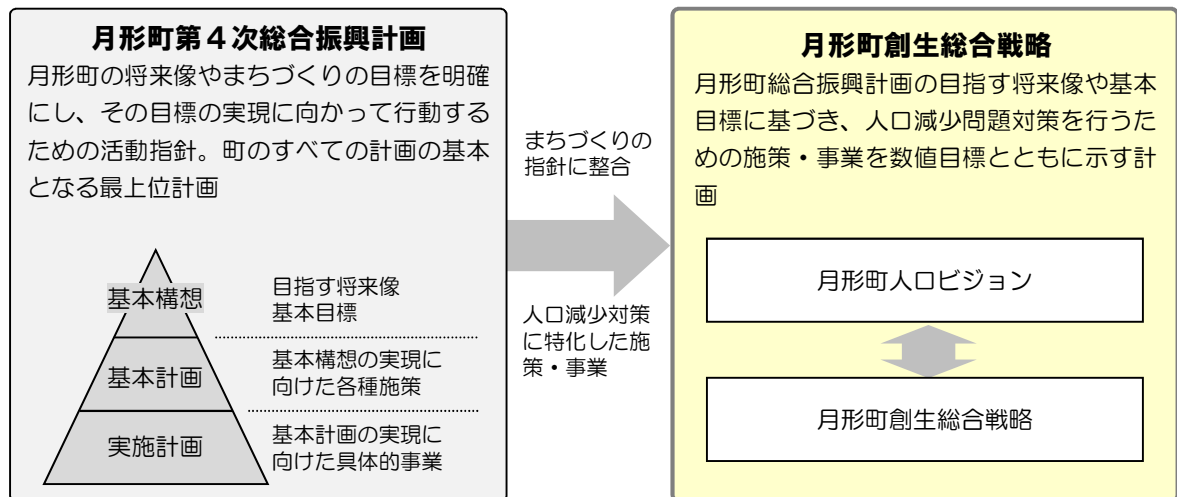 月形町第４次総合振興計画
月形町の将来像やまちづくりの目標を明確
にし、その目標の実現に向かって行動する
ための活動指針。町のすべての計画の基本
となる最上位計画
基本構想
目指す将来像
基本目標
基本計画
基本構想の実現に
向けた各種施策
実施計画
基本計画の実現に
向けた具体的事業
まちづくりの
指針に整合
人口減少対策
に特化した施
策・事業
月形町創生総合戦略
月形町総合振興計画の目指す将来像や基本
目標に基づき、人口減少問題対策を行うた
めの施策・事業を数値目標とともに示す計
画
月形町人口ビジョン
月形町創生総合戦略